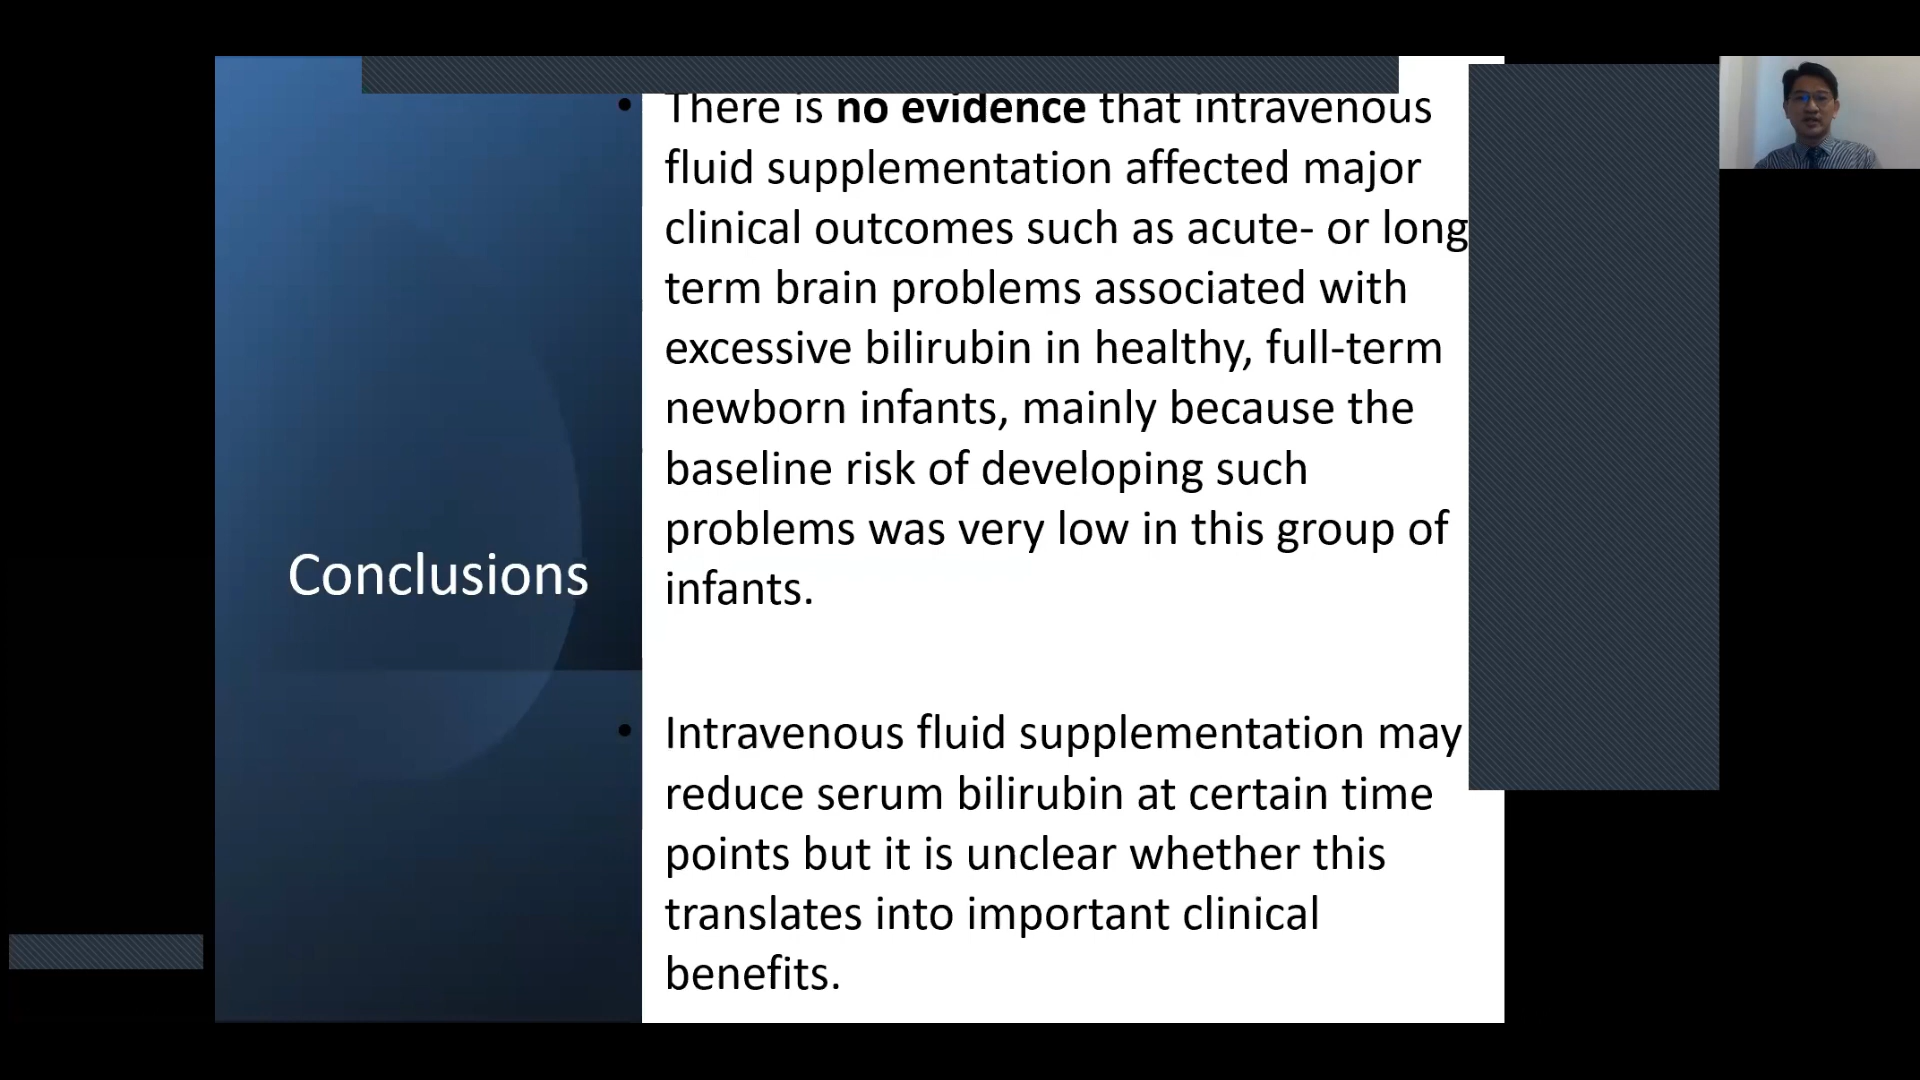 Conclusions
• There is no evidence that intravenous
fluid supplementation affected major
clinical outcomes such as acute- or long
term brain problems associated with
excessive bilirubin in healthy, full-term
newborn infants, mainly because the
baseline risk of developing such
problems was very low in this group of
infants.
• Intravenous fluid supplementation may
reduce serum bilirubin at certain time
points but it is unclear whether this
translates into important clinical
benefits.